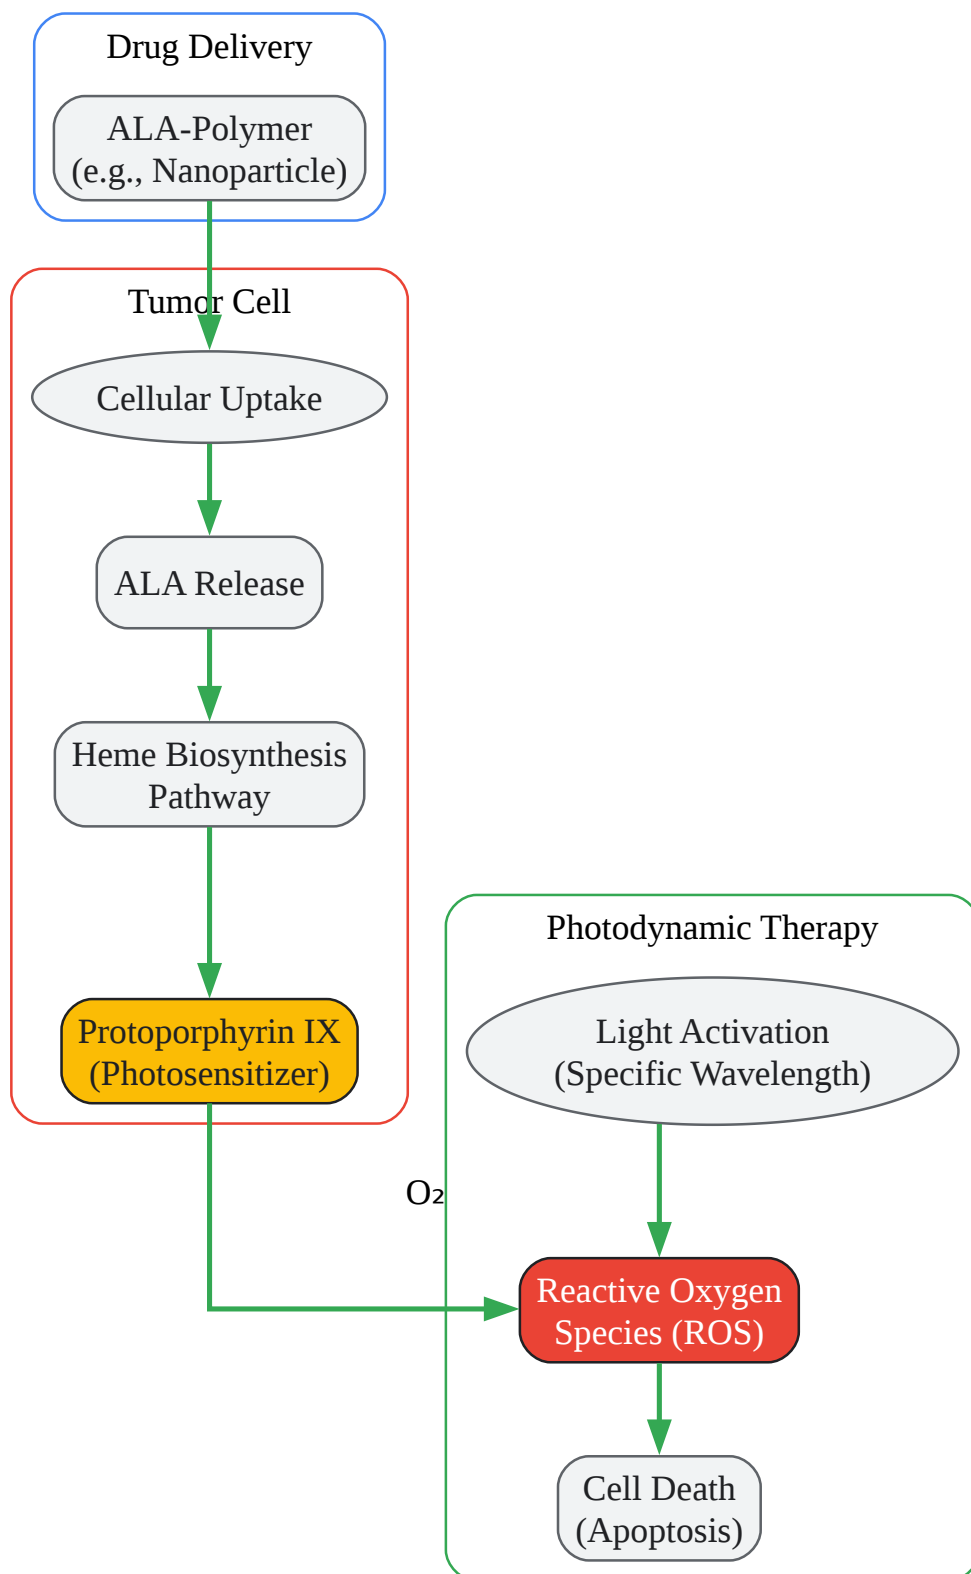 Drug Delivery
ALA-Polymer
(e.g., Nanoparticle)
Tumor Cell
Cellular Uptake
ALA Release
Heme Biosynthesis
Pathway
Protoporphyrin IX
(Photosensitizer)
Photodynamic Therapy
Light Activation
(Specific Wavelength)
O₂
Reactive Oxygen
Species (ROS)
Cell Death
(Apoptosis)